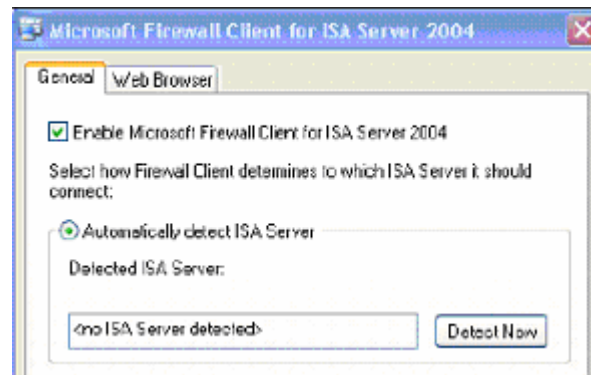 Microsoft Firewall Client for ISA Server 2004
General
Web Browser
Enable Microsoft Firewall Client for ISA Server 2004
Select how Firewall Client determines to which ISA Server it should
connect:
Automatically detect ISA Server
Detected ISA Server:
<no ISA Server detected>
Detect Now